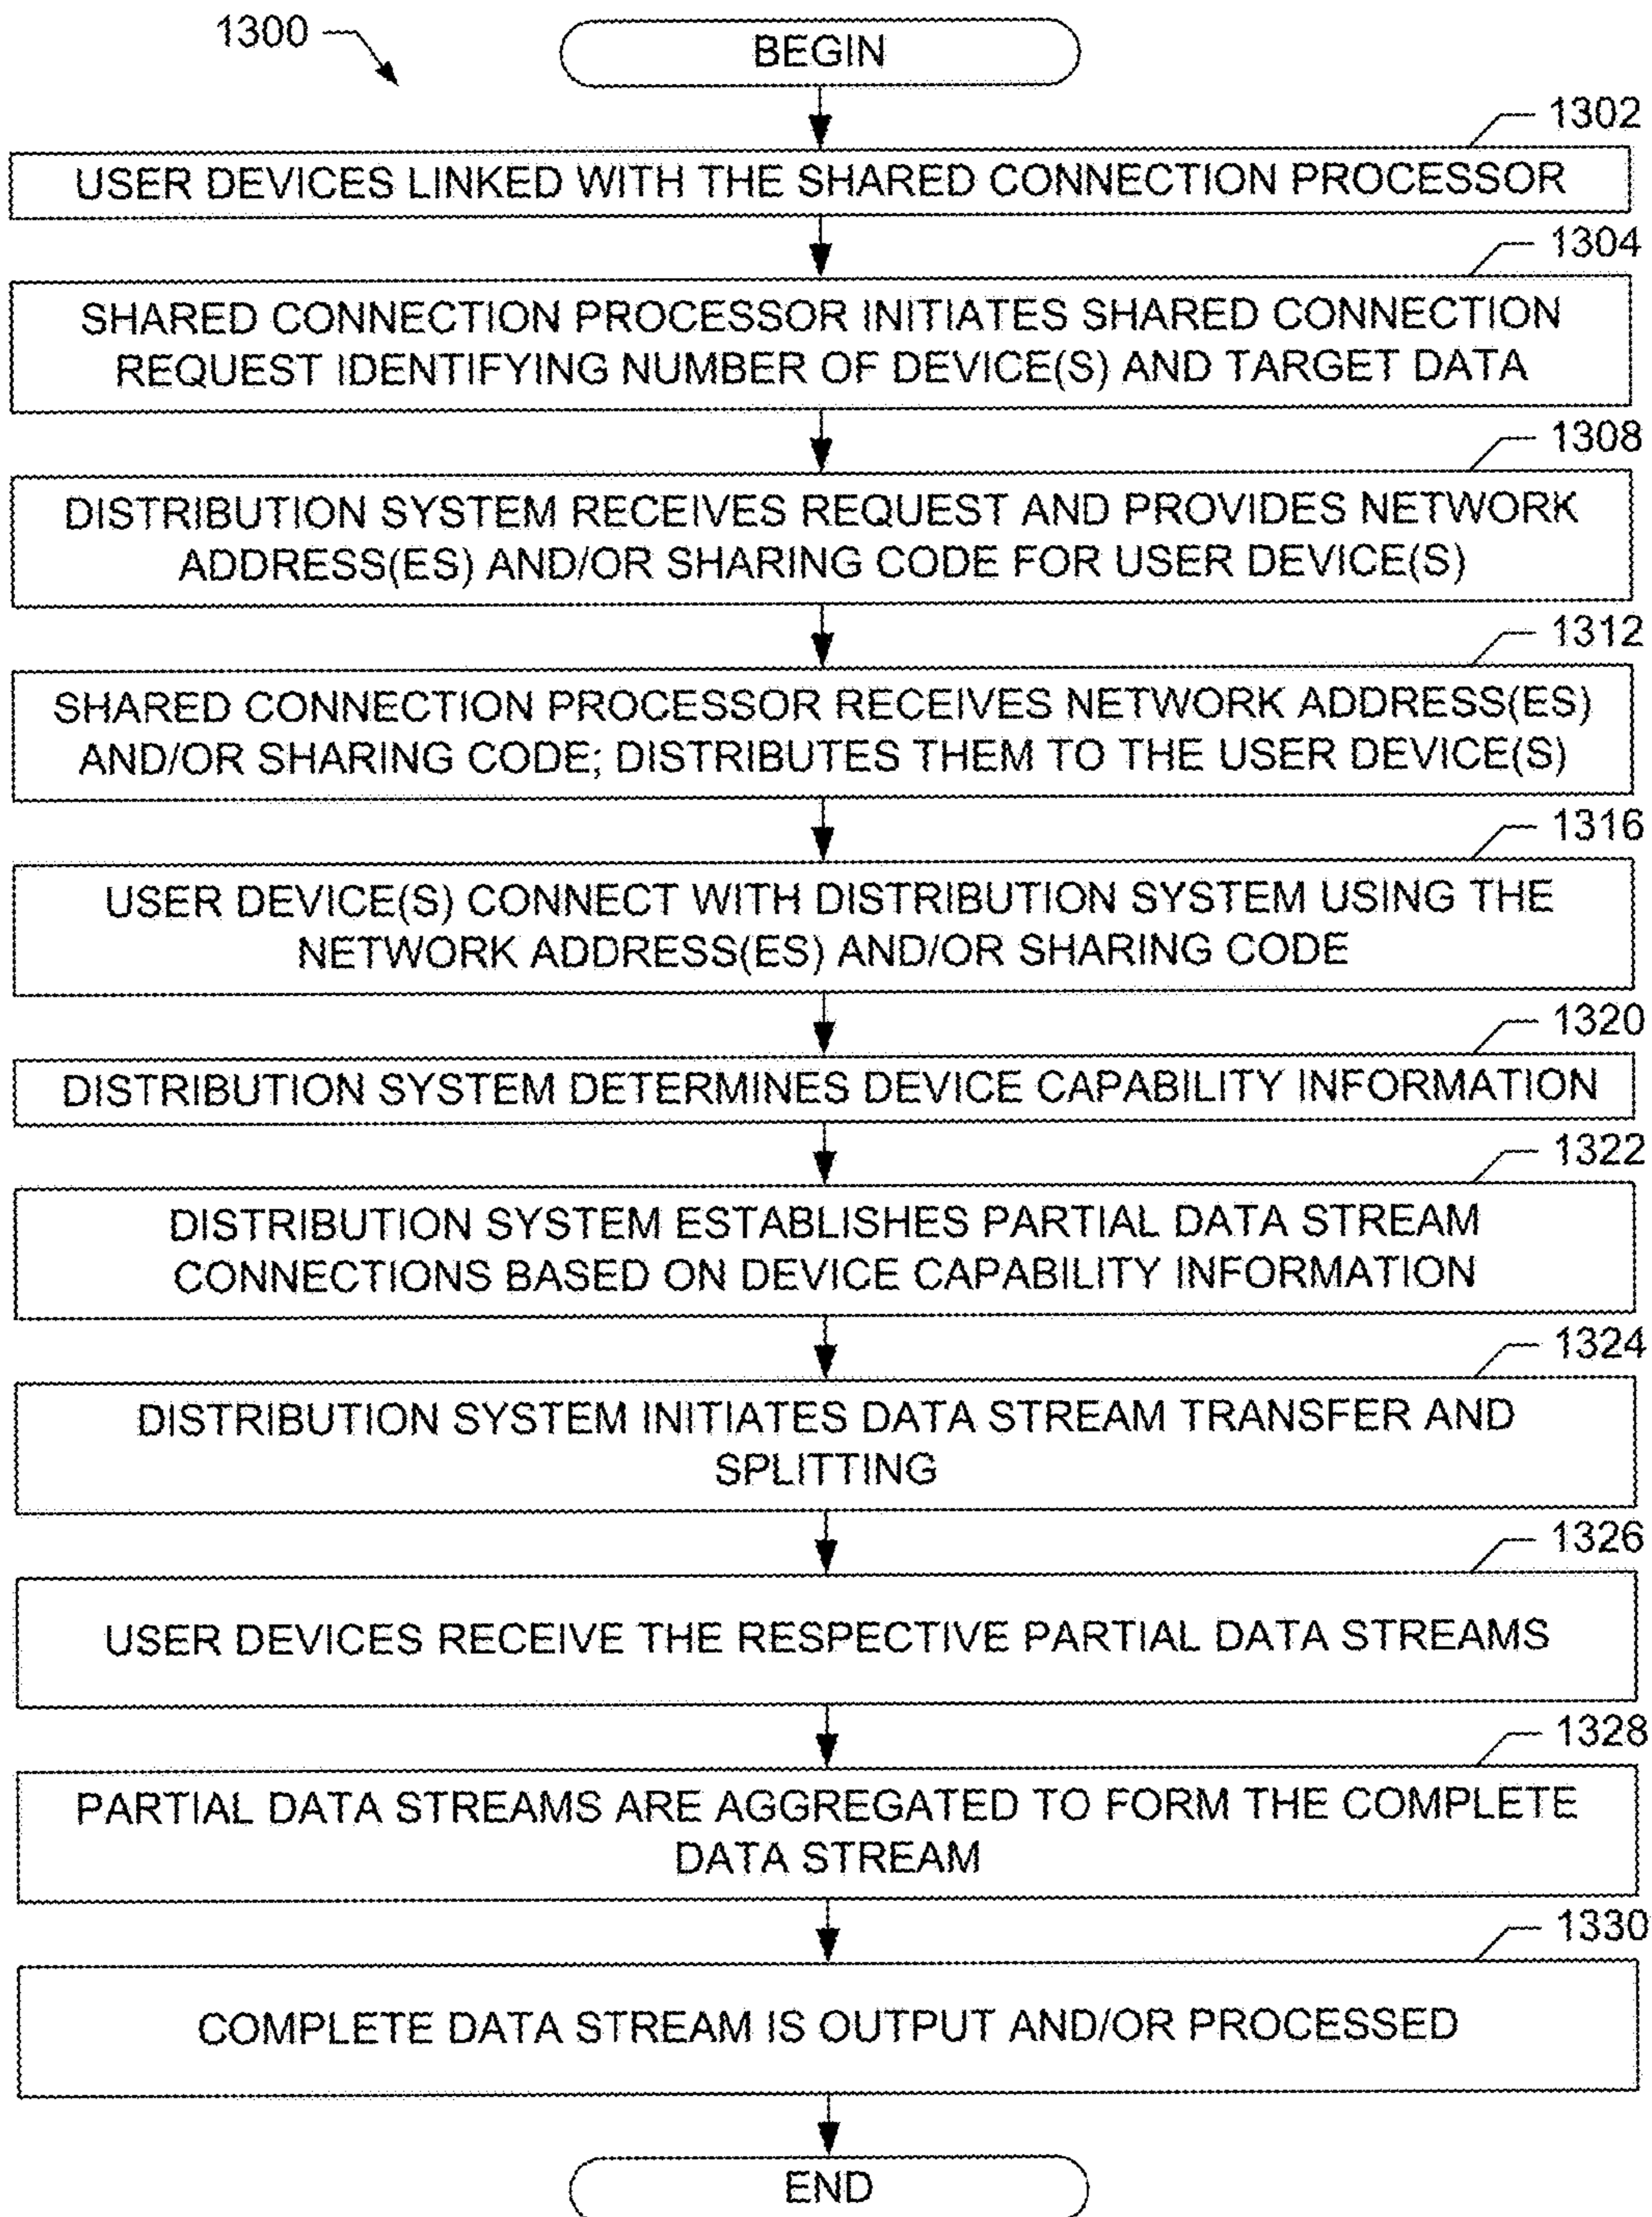 1300
BEGIN
1302
USER DEVICES LINKED WITH THE SHARED CONNECTION PROCESSOR
1304
SHARED CONNECTION PROCESSOR INITIATES SHARED CONNECTION
REQUEST IDENTIFYING NUMBER OF DEVICE(S) AND TARGET DATA
1308
DISTRIBUTION SYSTEM RECEIVES REQUEST AND PROVIDES NETWORK
ADDRESS(ES) AND/OR SHARING CODE FOR USER DEVICE(S)
1312
SHARED CONNECTION PROCESSOR RECEIVES NETWORK ADDRESS(ES)
AND/OR SHARING CODE; DISTRIBUTES THEM TO THE USER DEVICE(S)
1316
USER DEVICE(S) CONNECT WITH DISTRIBUTION SYSTEM USING THE
NETWORK ADDRESS(ES) AND/OR SHARING CODE
1320
DISTRIBUTION SYSTEM DETERMINES DEVICE CAPABILITY INFORMATION
1322
DISTRIBUTION SYSTEM ESTABLISHES PARTIAL DATA STREAM
CONNECTIONS BASED ON DEVICE CAPABILITY INFORMATION
1324
DISTRIBUTION SYSTEM INITIATES DATA STREAM TRANSFER AND
SPLITTING
1326
USER DEVICES RECEIVE THE RESPECTIVE PARTIAL DATA STREAMS
1328
PARTIAL DATA STREAMS ARE AGGREGATED TO FORM THE COMPLETE
DATA STREAM
1330
COMPLETE DATA STREAM IS OUTPUT AND/OR PROCESSED
END